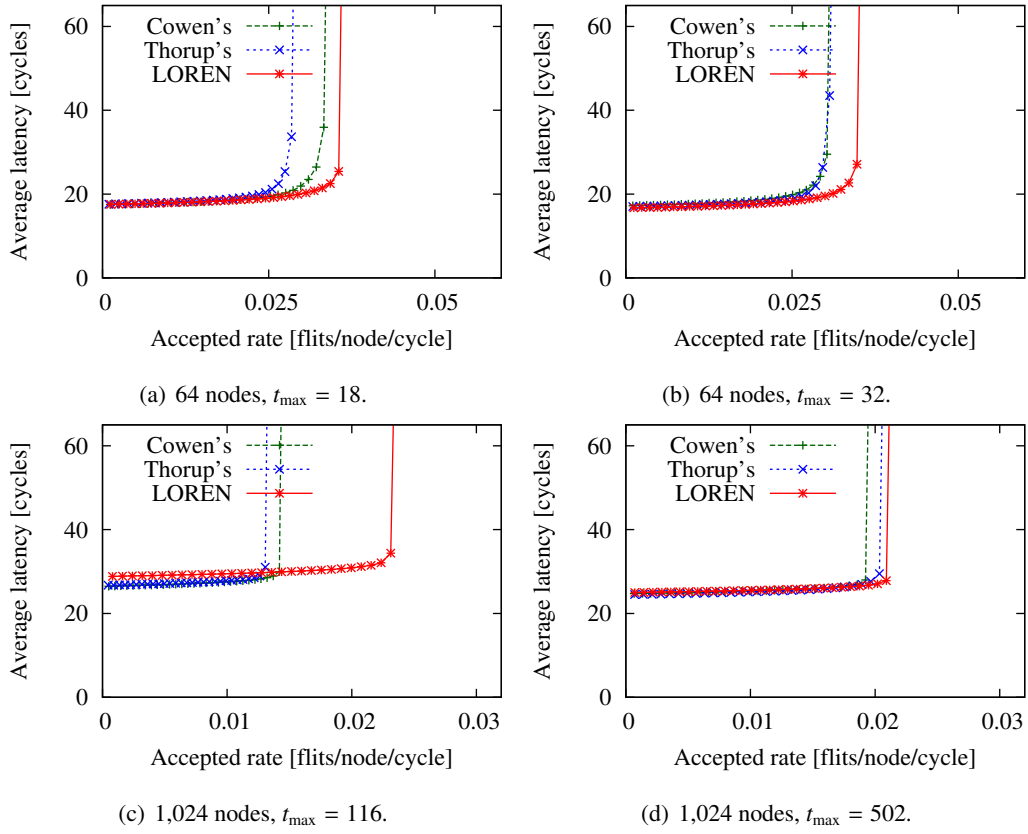 60
40
20
0
Average latency [cycles]
Cowen's
Thorup's
LOREN
0 0.025 0.05
Accepted rate [flits/node/cycle]
(a) 64 nodes, tmax = 18.
60
40
20
0
Average latency [cycles]
Cowen's
Thorup's
LOREN
0 0.025 0.05
Accepted rate [flits/node/cycle]
(b) 64 nodes, tmax = 32.
60
40
20
0
Average latency [cycles]
Cowen's
Thorup's
LOREN
0 0.01 0.02 0.03
Accepted rate [flits/node/cycle]
(c) 1,024 nodes, tmax = 116.
60
40
20
0
Average latency [cycles]
Cowen's
Thorup's
LOREN
0 0.01 0.02 0.03
Accepted rate [flits/node/cycle]
(d) 1,024 nodes, tmax = 502.